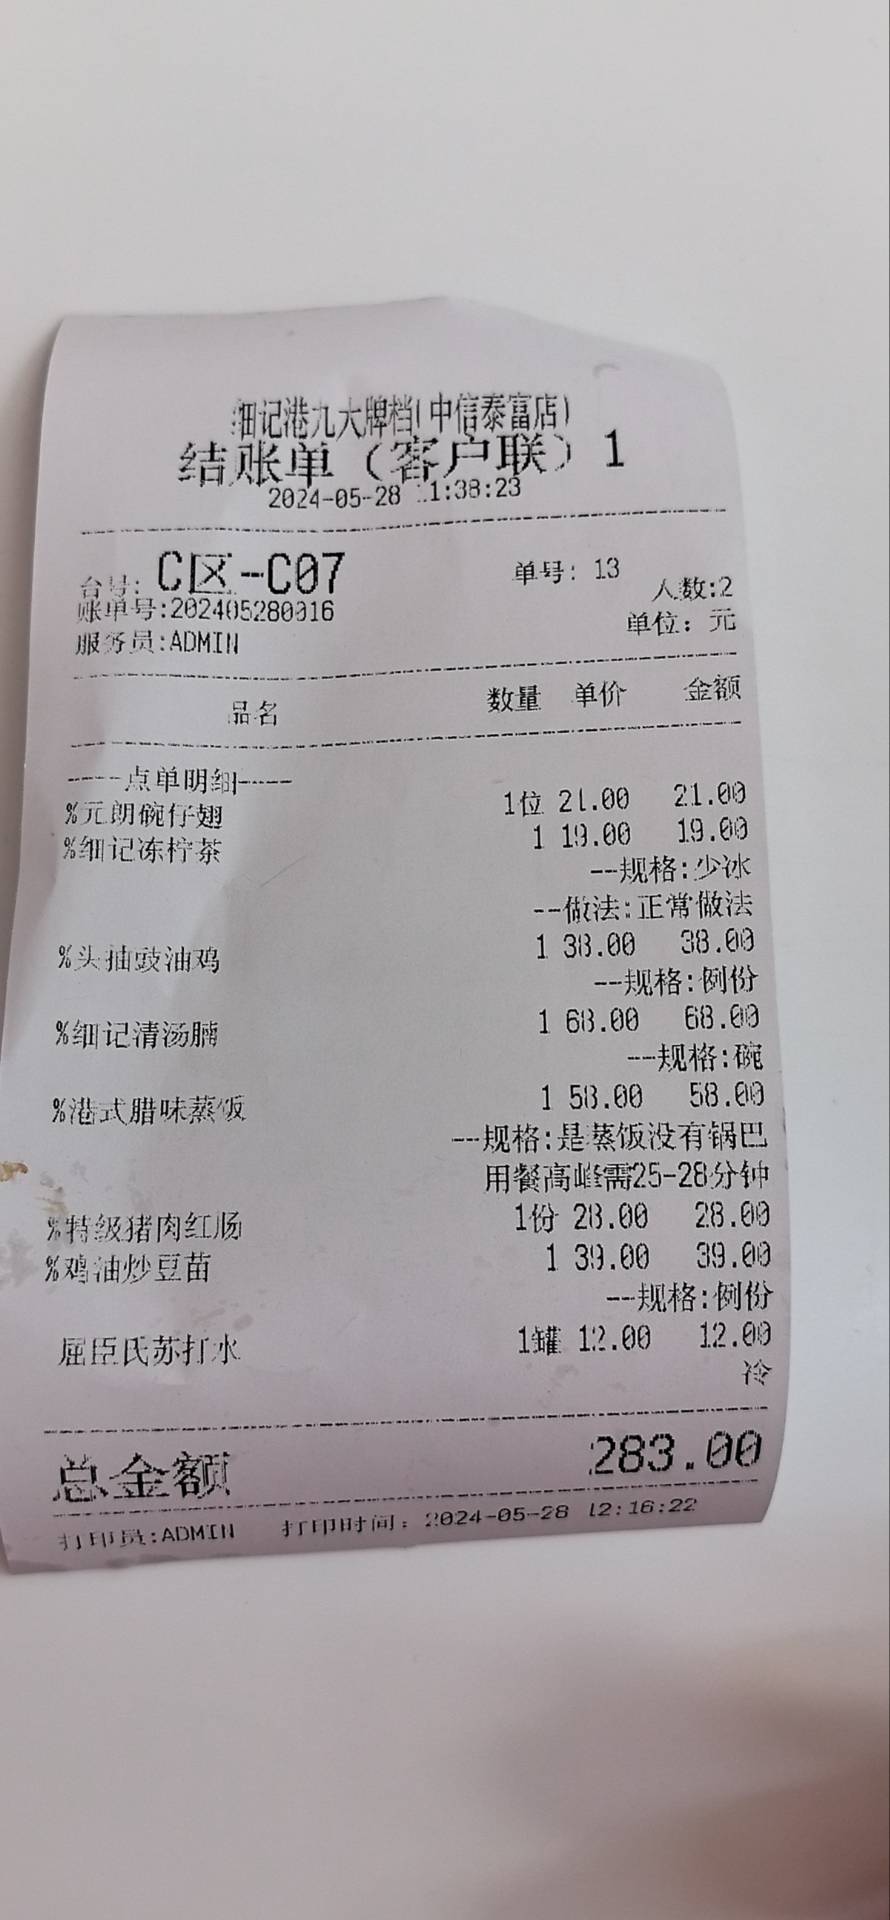 细记港九大牌档(中信泰富店)
结账单（客户联）1
2024-05-28 11:38:23
台号: C区-C07 单号: 13
人数:2
账单号:202405280016
单位: 元
服务员:ADMIN
品名 数量 单价 金额
----点单明细----
%元朗碗仔翅 1位 21.00 21.00
%细记冻柠茶 1 19.00 19.00
--规格:少冰
--做法:正常做法
%头抽豉油鸡 1 38.00 38.00
--规格:例份
%细记清汤腩 1 68.00 68.00
--规格:碗
%港式腊味蒸饭 1 58.00 58.00
--规格:是蒸饭没有锅巴
用餐高峰需25-28分钟
%特级猪肉红肠 1份 28.00 28.00
%鸡油炒豆苗 1 39.00 39.00
--规格:例份
屈臣氏苏打水 1罐 12.00 12.00
冷
总金额 283.00
打印员:ADMIN 打印时间: 2024-05-28 12:16:22